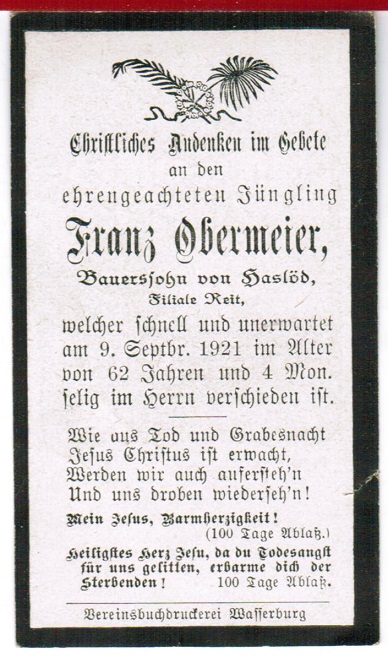 Christliches Andenken im Gebete
an den
ehrengeachteten Jüngling
Franz Obermeier,
Bauerssohn von Haslöd,
Filiale Reit,
welcher schnell und unerwartet
am 9. Septbr. 1921 im Alter
von 62 Jahren und 4 Mon.
selig im Herrn verschieden ist.
Wie aus Tod und Grabesnacht
Jesus Christus ist erwacht,
Werden wir auch aufersteh'n
Und uns droben wiederseh'n!
Mein Jesus, Barmherzigkeit!
(100 Tage Ablaß.)
Heiligstes Herz Jesu, da du Todesangst
für uns gelitten, erbarme dich der
Sterbenden! 100 Tage Ablaß.
Vereinsbuchdruckerei Wasserburg